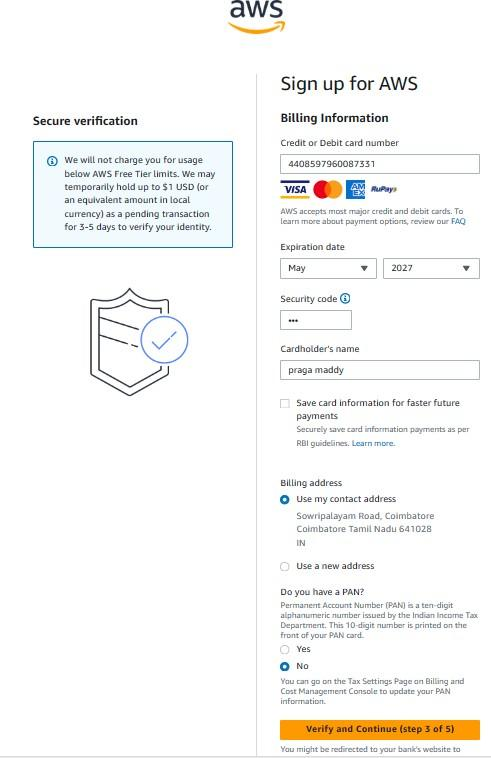 aws
Sign up for AWS
Secure verification
We will not charge you for usage
below AWS Free Tier limits. We may
temporarily hold up to $1 USD (or
an equivalent amount in local
currency) as a pending transaction
for 3-5 days to verify your identity.
Billing Information
Credit or Debit card number
4408597960087331
VISA AMEX RuPay
AWS accepts most major credit and debit cards. To
learn more about payment options, review our FAQ
Expiration date
May 2027
Security code
•••
Cardholder's name
praga maddy
Save card information for faster future
payments
Securely save card information payments as per
RBI guidelines. Learn more.
Billing address
Use my contact address
Sowripalayam Road, Coimbatore
Coimbatore Tamil Nadu 641028
IN
Use a new address
Do you have a PAN?
Permanent Account Number (PAN) is a ten-digit
alphanumeric number issued by the Indian Income Tax
Department. This 10-digit number is printed on the
front of your PAN card.
Yes
No
You can go on the Tax Settings Page on Billing and
Cost Management Console to update your PAN
information.
Verify and Continue (step 3 of 5)
You might be redirected to your bank's website to